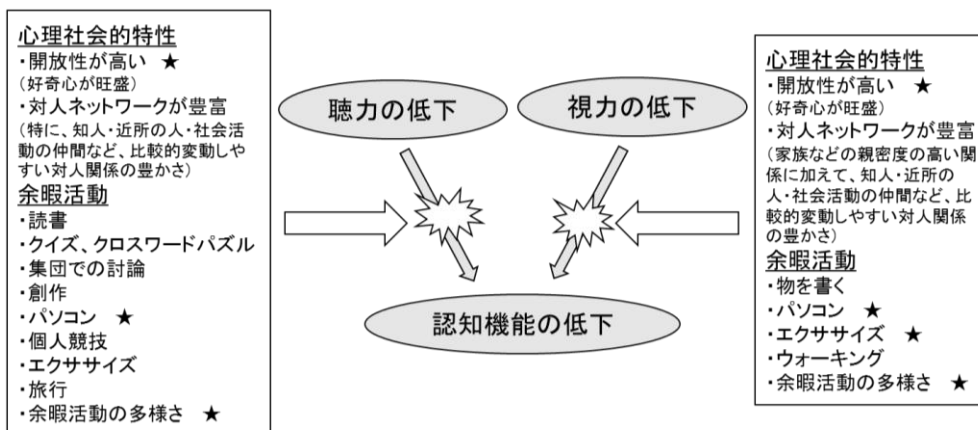 心理社会的特性
・開放性が高い ★
(好奇心が旺盛)
・対人ネットワークが豊富
(特に、知人・近所の人・社会活
動の仲間など、比較的変動しや
すい対人関係の豊かさ)
余暇活動
・読書
・クイズ、クロスワードパズル
・集団での討論
・創作
・パソコン ★
・個人競技
・エクササイズ
・旅行
・余暇活動の多様さ ★
聴力の低下
視力の低下
認知機能の低下
心理社会的特性
・開放性が高い ★
(好奇心が旺盛)
・対人ネットワークが豊富
(家族などの親密度の高い関
係に加えて、知人・近所の
人・社会活動の仲間など、比
較的変動しやすい対人関係
の豊かさ)
余暇活動
・物を書く
・パソコン ★
・エクササイズ ★
・ウォーキング
・余暇活動の多様さ ★